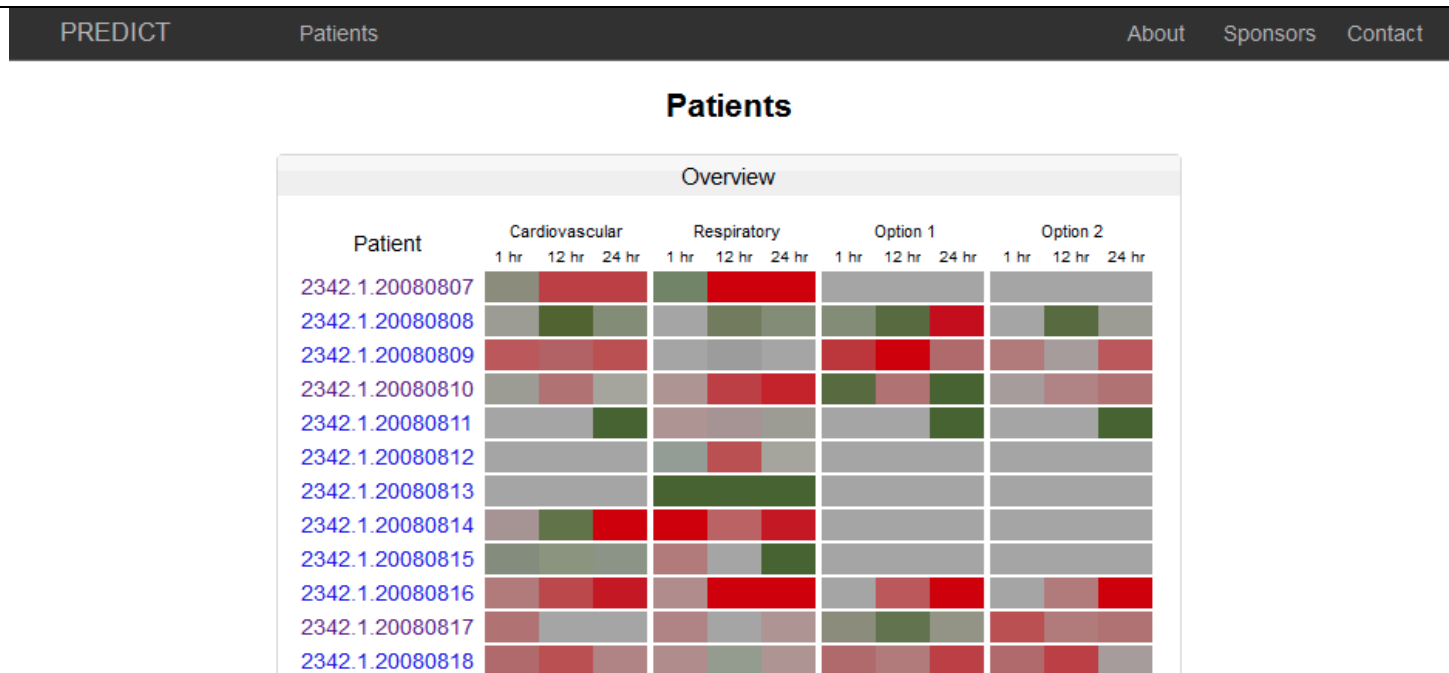 PREDICT Patients About Sponsors Contact
Patients
Overview
Patient Cardiovascular Respiratory Option 1 Option 2
1 hr 12 hr 24 hr 1 hr 12 hr 24 hr 1 hr 12 hr 24 hr 1 hr 12 hr 24 hr
2342.1.20080807
2342.1.20080808
2342.1.20080809
2342.1.20080810
2342.1.20080811
2342.1.20080812
2342.1.20080813
2342.1.20080814
2342.1.20080815
2342.1.20080816
2342.1.20080817
2342.1.20080818